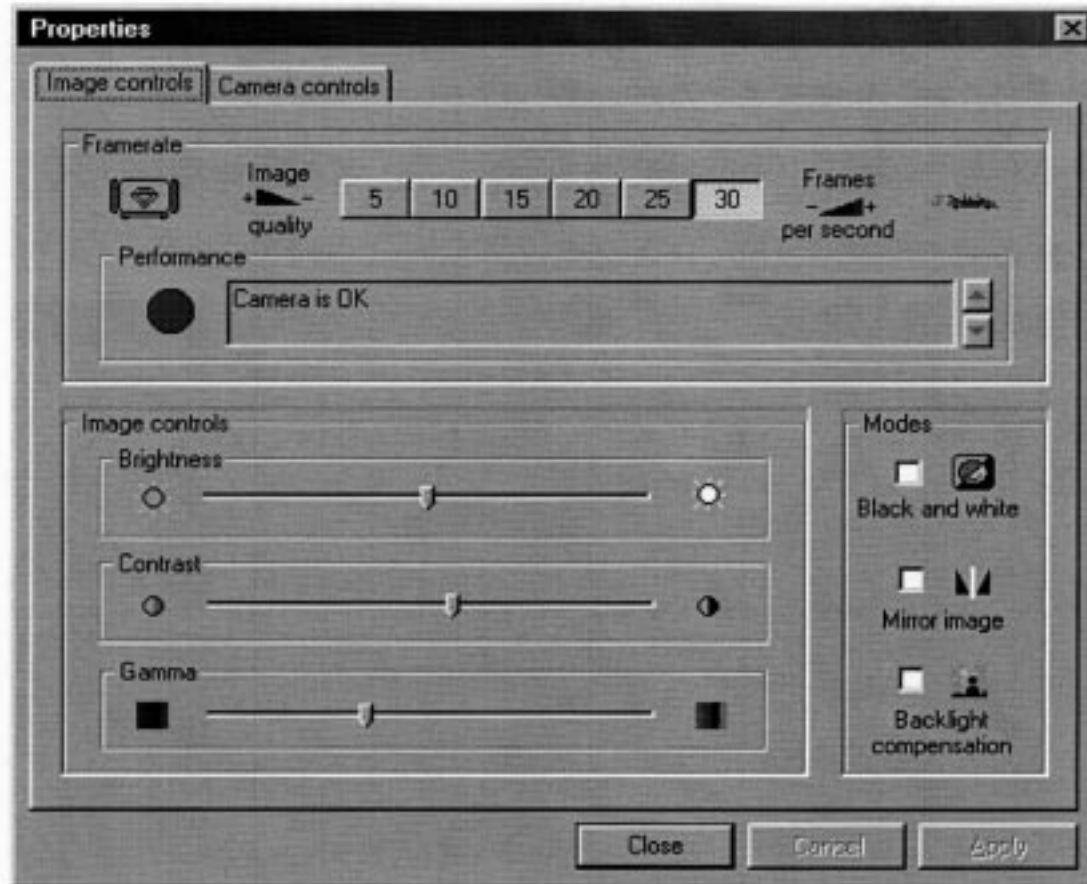 Properties
Image controls
Camera controls
Framerate
Image
quality
+ -
5 10 15 20 25 30
Frames
- +
per second
Performance
Camera is OK
Image controls
Brightness
Contrast
Gamma
Modes
Black and white
Mirror image
Backlight
compensation
Close
Cancel
Apply